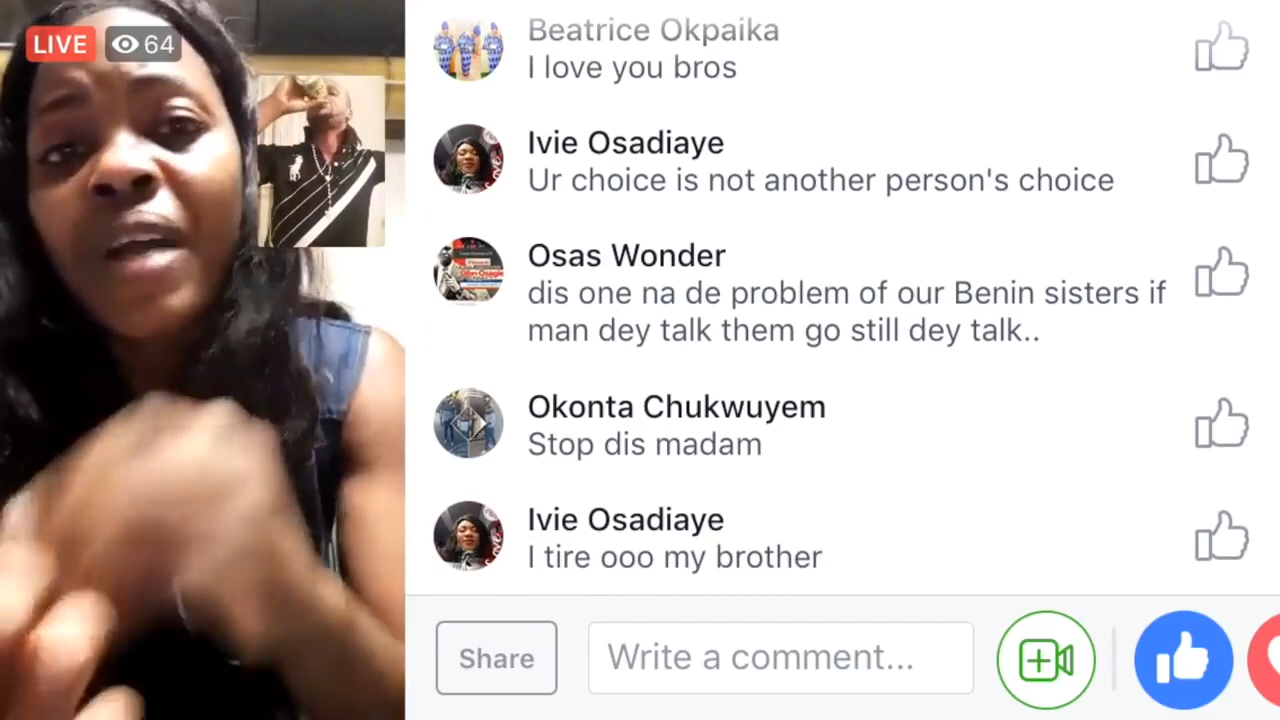 LIVE 64
Beatrice Okpaika
I love you bros
Ivie Osadiaye
Ur choice is not another person's choice
Osas Wonder
dis one na de problem of our Benin sisters if
man dey talk them go still dey talk..
Okonta Chukwuyem
Stop dis madam
Ivie Osadiaye
I tire ooo my brother
Share
Write a comment...